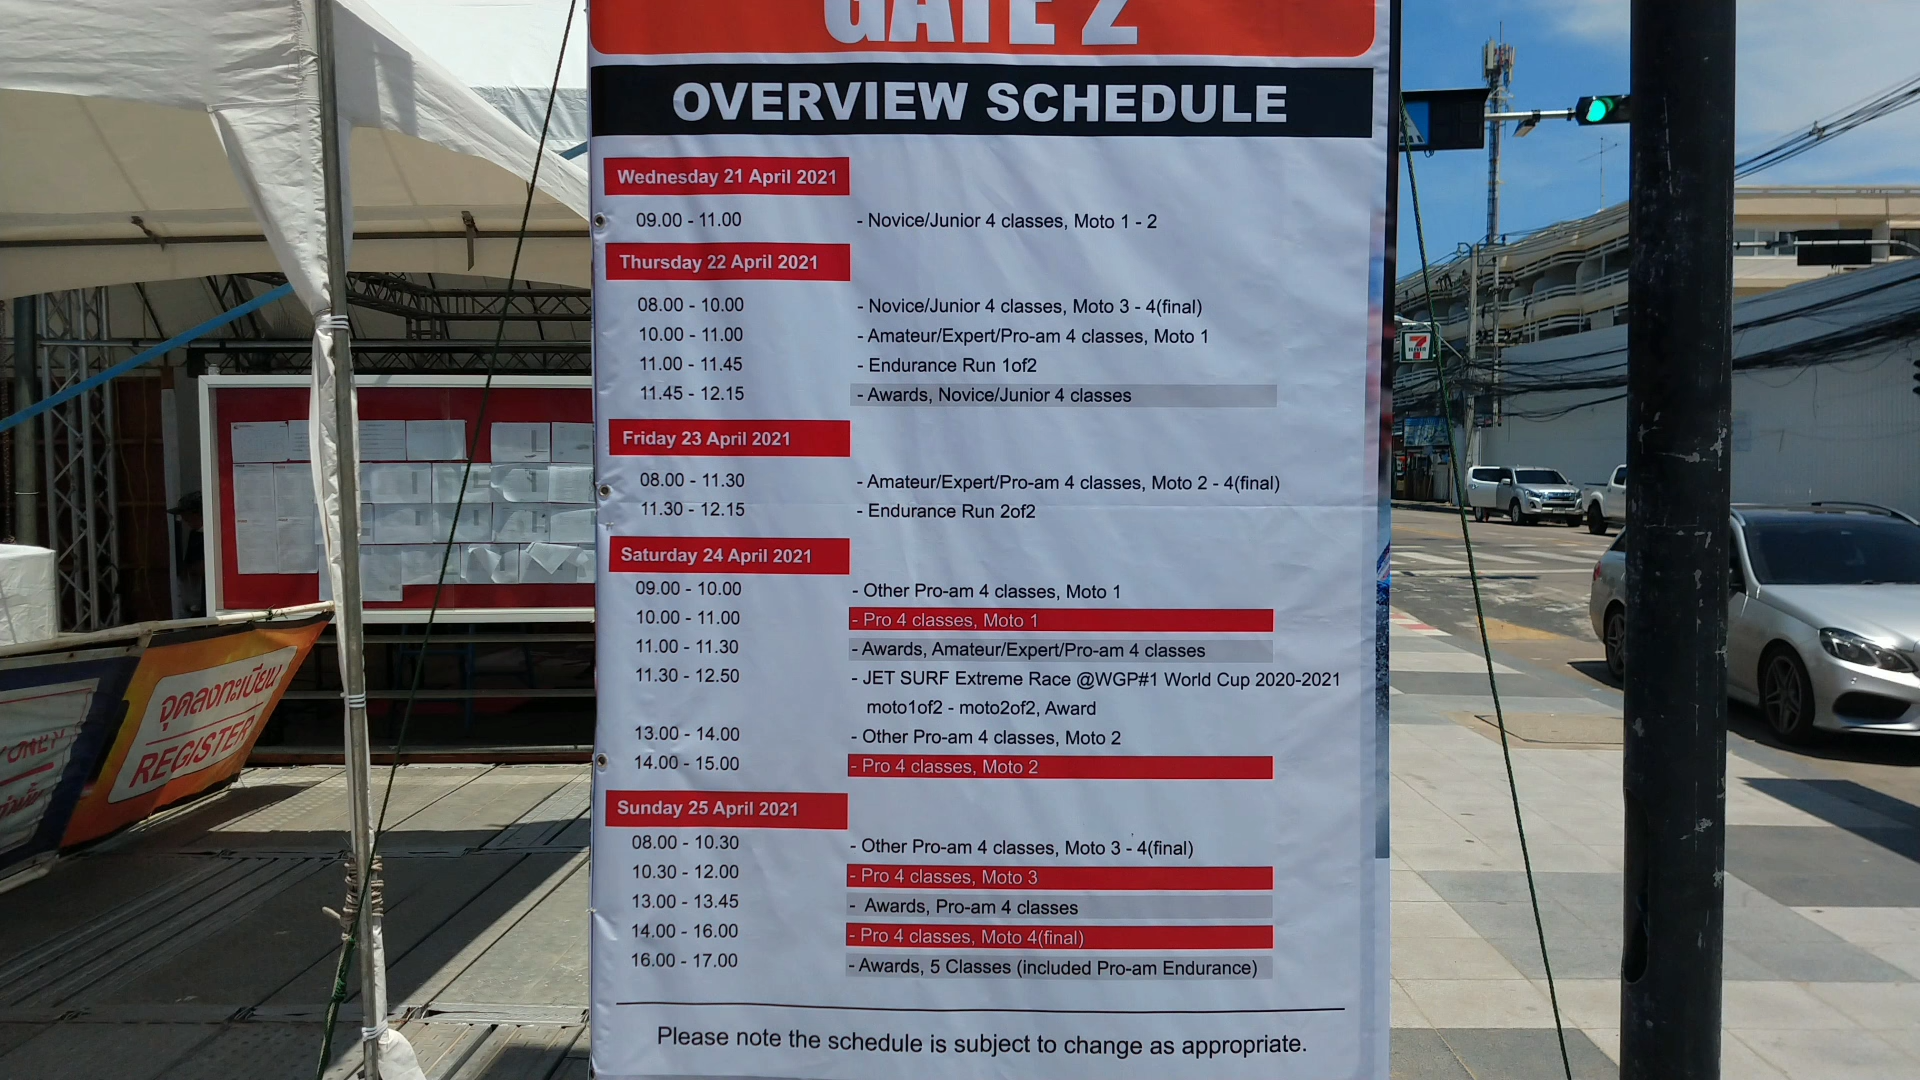 GATE 2
OVERVIEW SCHEDULE
Wednesday 21 April 2021
09.00 - 11.00 - Novice/Junior 4 classes, Moto 1 - 2
Thursday 22 April 2021
08.00 - 10.00 - Novice/Junior 4 classes, Moto 3 - 4(final)
10.00 - 11.00 - Amateur/Expert/Pro-am 4 classes, Moto 1
11.00 - 11.45 - Endurance Run 1of2
11.45 - 12.15 - Awards, Novice/Junior 4 classes
Friday 23 April 2021
08.00 - 11.30 - Amateur/Expert/Pro-am 4 classes, Moto 2 - 4(final)
11.30 - 12.15 - Endurance Run 2of2
Saturday 24 April 2021
09.00 - 10.00 - Other Pro-am 4 classes, Moto 1
10.00 - 11.00 - Pro 4 classes, Moto 1
11.00 - 11.30 - Awards, Amateur/Expert/Pro-am 4 classes
11.30 - 12.50 - JET SURF Extreme Race @WGP#1 World Cup 2020-2021
moto1of2 - moto2of2, Award
13.00 - 14.00 - Other Pro-am 4 classes, Moto 2
14.00 - 15.00 - Pro 4 classes, Moto 2
Sunday 25 April 2021
08.00 - 10.30 - Other Pro-am 4 classes, Moto 3 - 4(final)
10.30 - 12.00 - Pro 4 classes, Moto 3
13.00 - 13.45 - Awards, Pro-am 4 classes
14.00 - 16.00 - Pro 4 classes, Moto 4(final)
16.00 - 17.00 - Awards, 5 Classes (included Pro-am Endurance)
Please note the schedule is subject to change as appropriate.
จุดลงทะเบียน
REGISTER
ONLY
7 ELEVEN